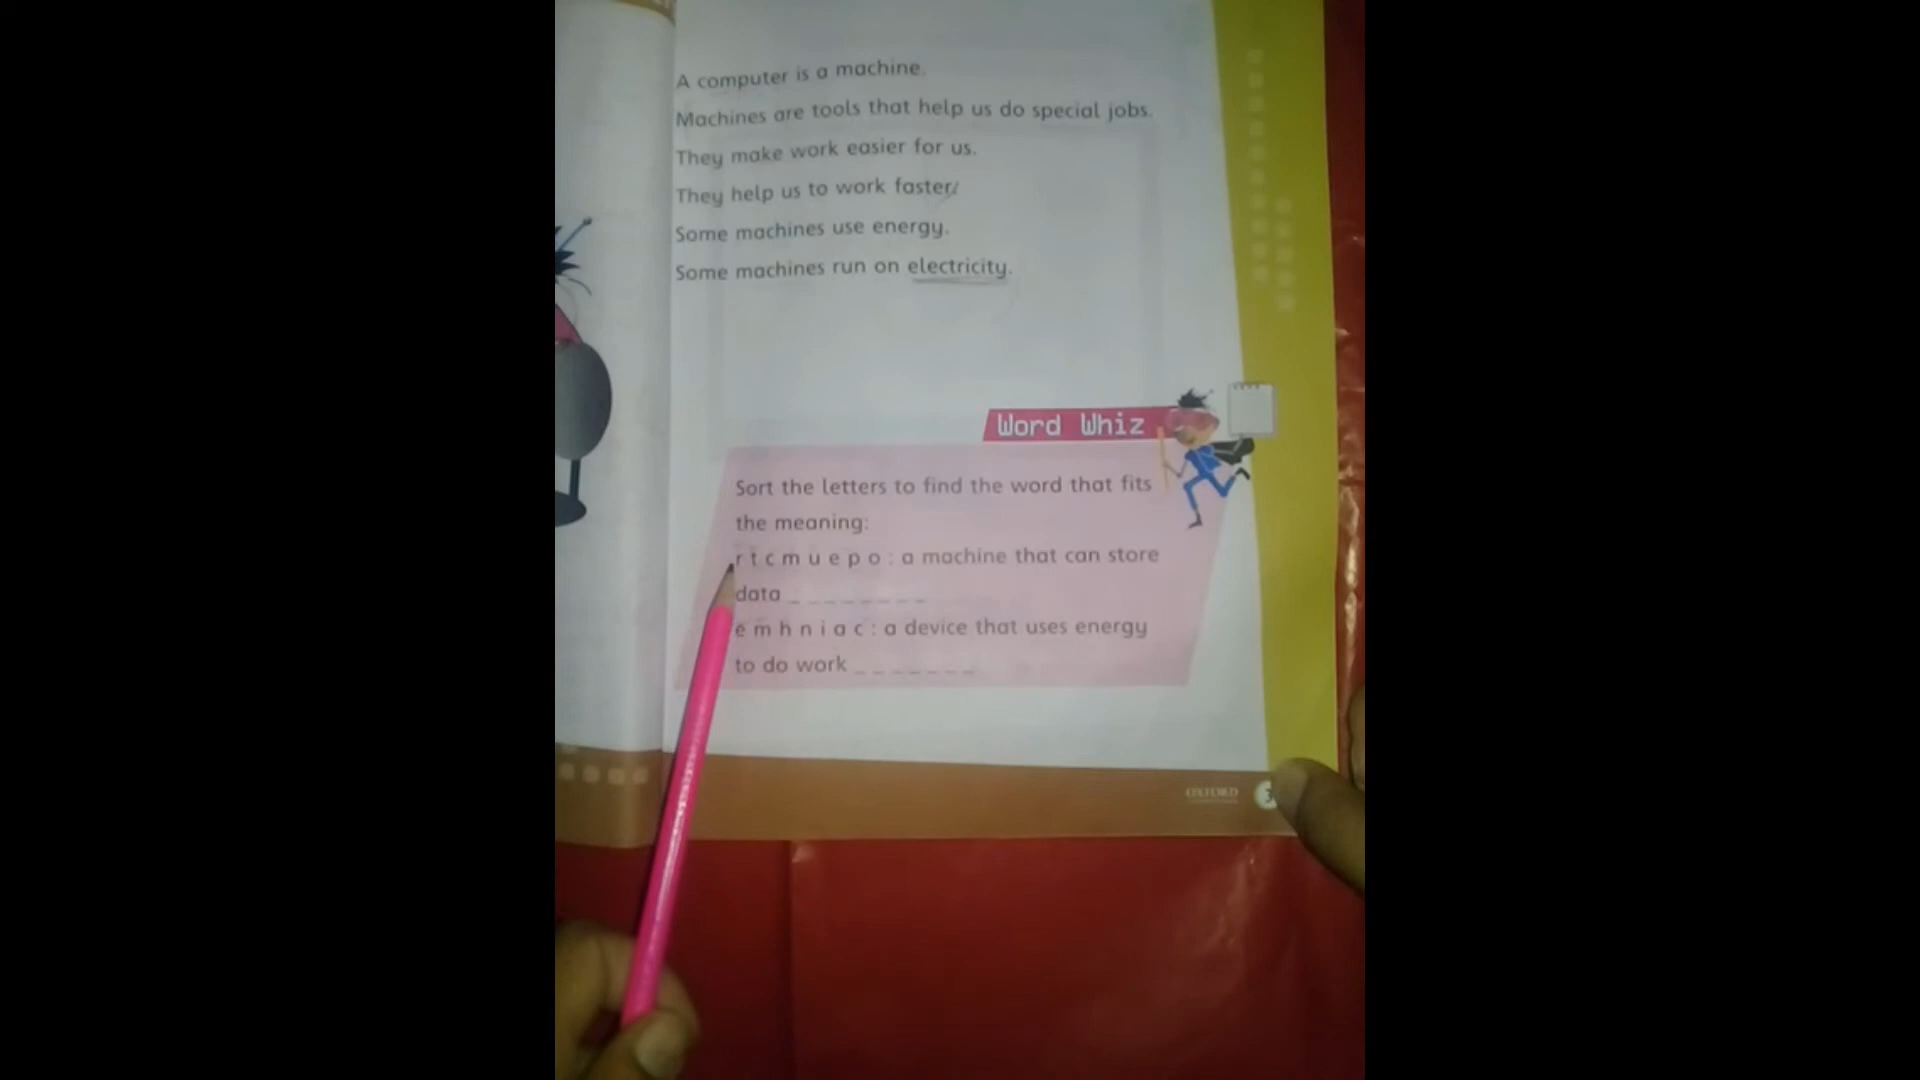 A computer is a machine.
Machines are tools that help us do special jobs.
They make work easier for us.
They help us to work faster.
Some machines use energy.
Some machines run on electricity.
Word Whiz
Sort the letters to find the word that fits
the meaning:
r t c m u e p o : a machine that can store
data _ _ _ _ _ _ _ _
e m h n i a c : a device that uses energy
to do work _ _ _ _ _ _ _
OXFORD
3